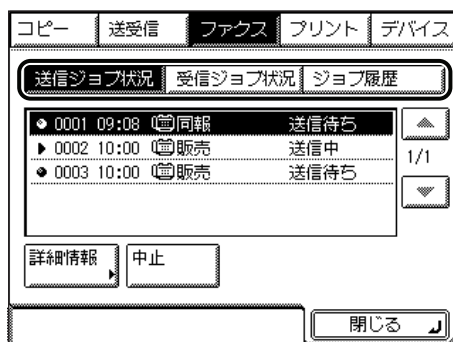 コピー 送受信 ファクス プリント デバイス
送信ジョブ状況 受信ジョブ状況 ジョブ履歴
0001 09:08 同報 送信待ち
0002 10:00 販売 送信中
1/1
0003 10:00 販売 送信待ち
詳細情報 中止
閉じる